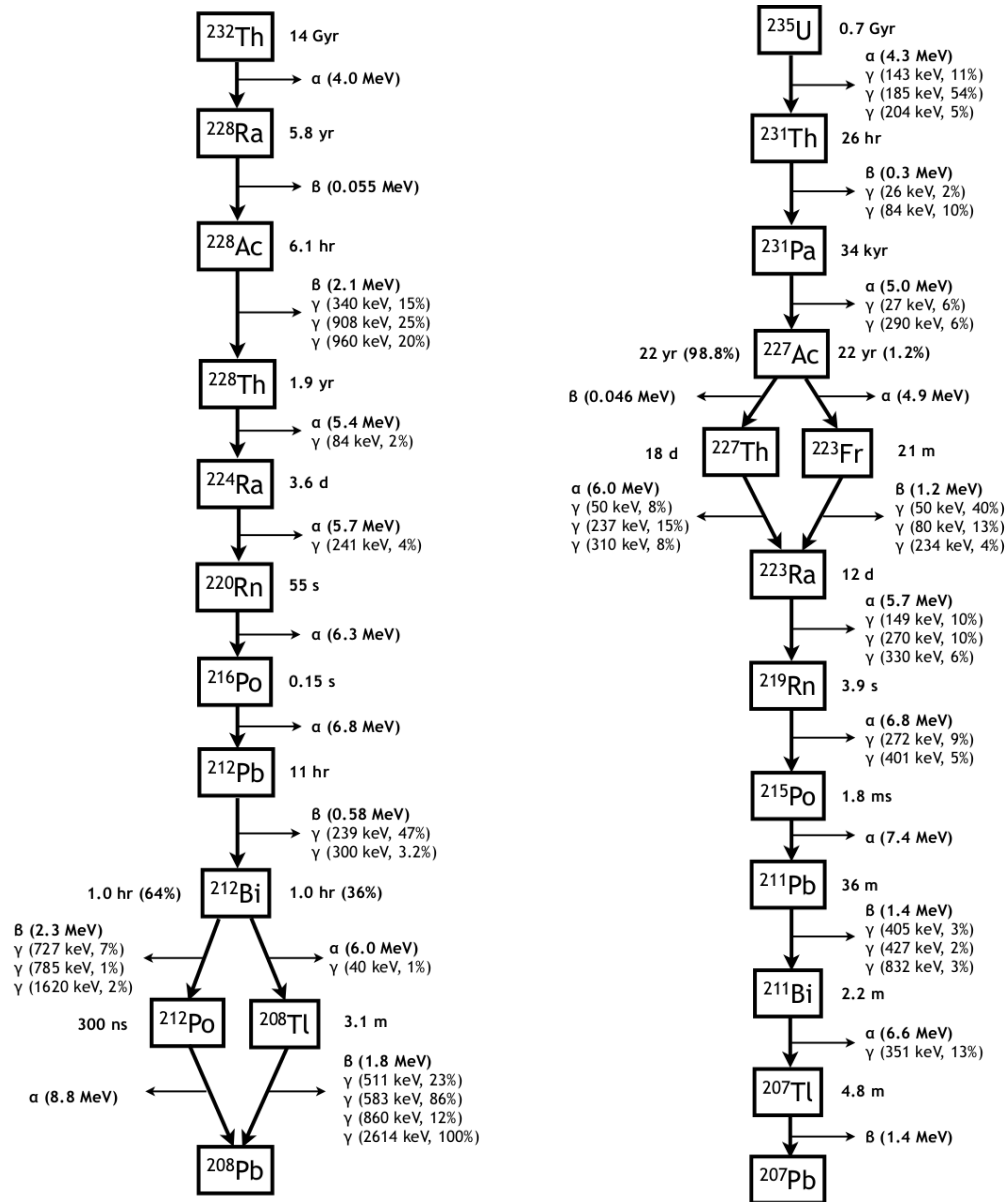 ²³²Th 14 Gyr
α (4.0 MeV)
²²⁸Ra 5.8 yr
β (0.055 MeV)
²²⁸Ac 6.1 hr
β (2.1 MeV)
γ (340 keV, 15%)
γ (908 keV, 25%)
γ (960 keV, 20%)
²²⁸Th 1.9 yr
α (5.4 MeV)
γ (84 keV, 2%)
²²⁴Ra 3.6 d
α (5.7 MeV)
γ (241 keV, 4%)
²²⁰Rn 55 s
α (6.3 MeV)
²¹⁶Po 0.15 s
α (6.8 MeV)
²¹²Pb 11 hr
β (0.58 MeV)
γ (239 keV, 47%)
γ (300 keV, 3.2%)
1.0 hr (64%) ²¹²Bi 1.0 hr (36%)
β (2.3 MeV)
γ (727 keV, 7%)
γ (785 keV, 1%)
γ (1620 keV, 2%)
α (6.0 MeV)
γ (40 keV, 1%)
300 ns ²¹²Po ²⁰⁸Tl 3.1 m
α (8.8 MeV)
β (1.8 MeV)
γ (511 keV, 23%)
γ (583 keV, 86%)
γ (860 keV, 12%)
γ (2614 keV, 100%)
²⁰⁸Pb
²³⁵U 0.7 Gyr
α (4.3 MeV)
γ (143 keV, 11%)
γ (185 keV, 54%)
γ (204 keV, 5%)
²³¹Th 26 hr
β (0.3 MeV)
γ (26 keV, 2%)
γ (84 keV, 10%)
²³¹Pa 34 kyr
α (5.0 MeV)
γ (27 keV, 6%)
γ (290 keV, 6%)
22 yr (98.8%) ²²⁷Ac 22 yr (1.2%)
β (0.046 MeV)
α (4.9 MeV)
18 d ²²⁷Th ²²³Fr 21 m
α (6.0 MeV)
γ (50 keV, 8%)
γ (237 keV, 15%)
γ (310 keV, 8%)
β (1.2 MeV)
γ (50 keV, 40%)
γ (80 keV, 13%)
γ (234 keV, 4%)
²²³Ra 12 d
α (5.7 MeV)
γ (149 keV, 10%)
γ (270 keV, 10%)
γ (330 keV, 6%)
²¹⁹Rn 3.9 s
α (6.8 MeV)
γ (272 keV, 9%)
γ (401 keV, 5%)
²¹⁵Po 1.8 ms
α (7.4 MeV)
²¹¹Pb 36 m
β (1.4 MeV)
γ (405 keV, 3%)
γ (427 keV, 2%)
γ (832 keV, 3%)
²¹¹Bi 2.2 m
α (6.6 MeV)
γ (351 keV, 13%)
²⁰⁷Tl 4.8 m
β (1.4 MeV)
²⁰⁷Pb